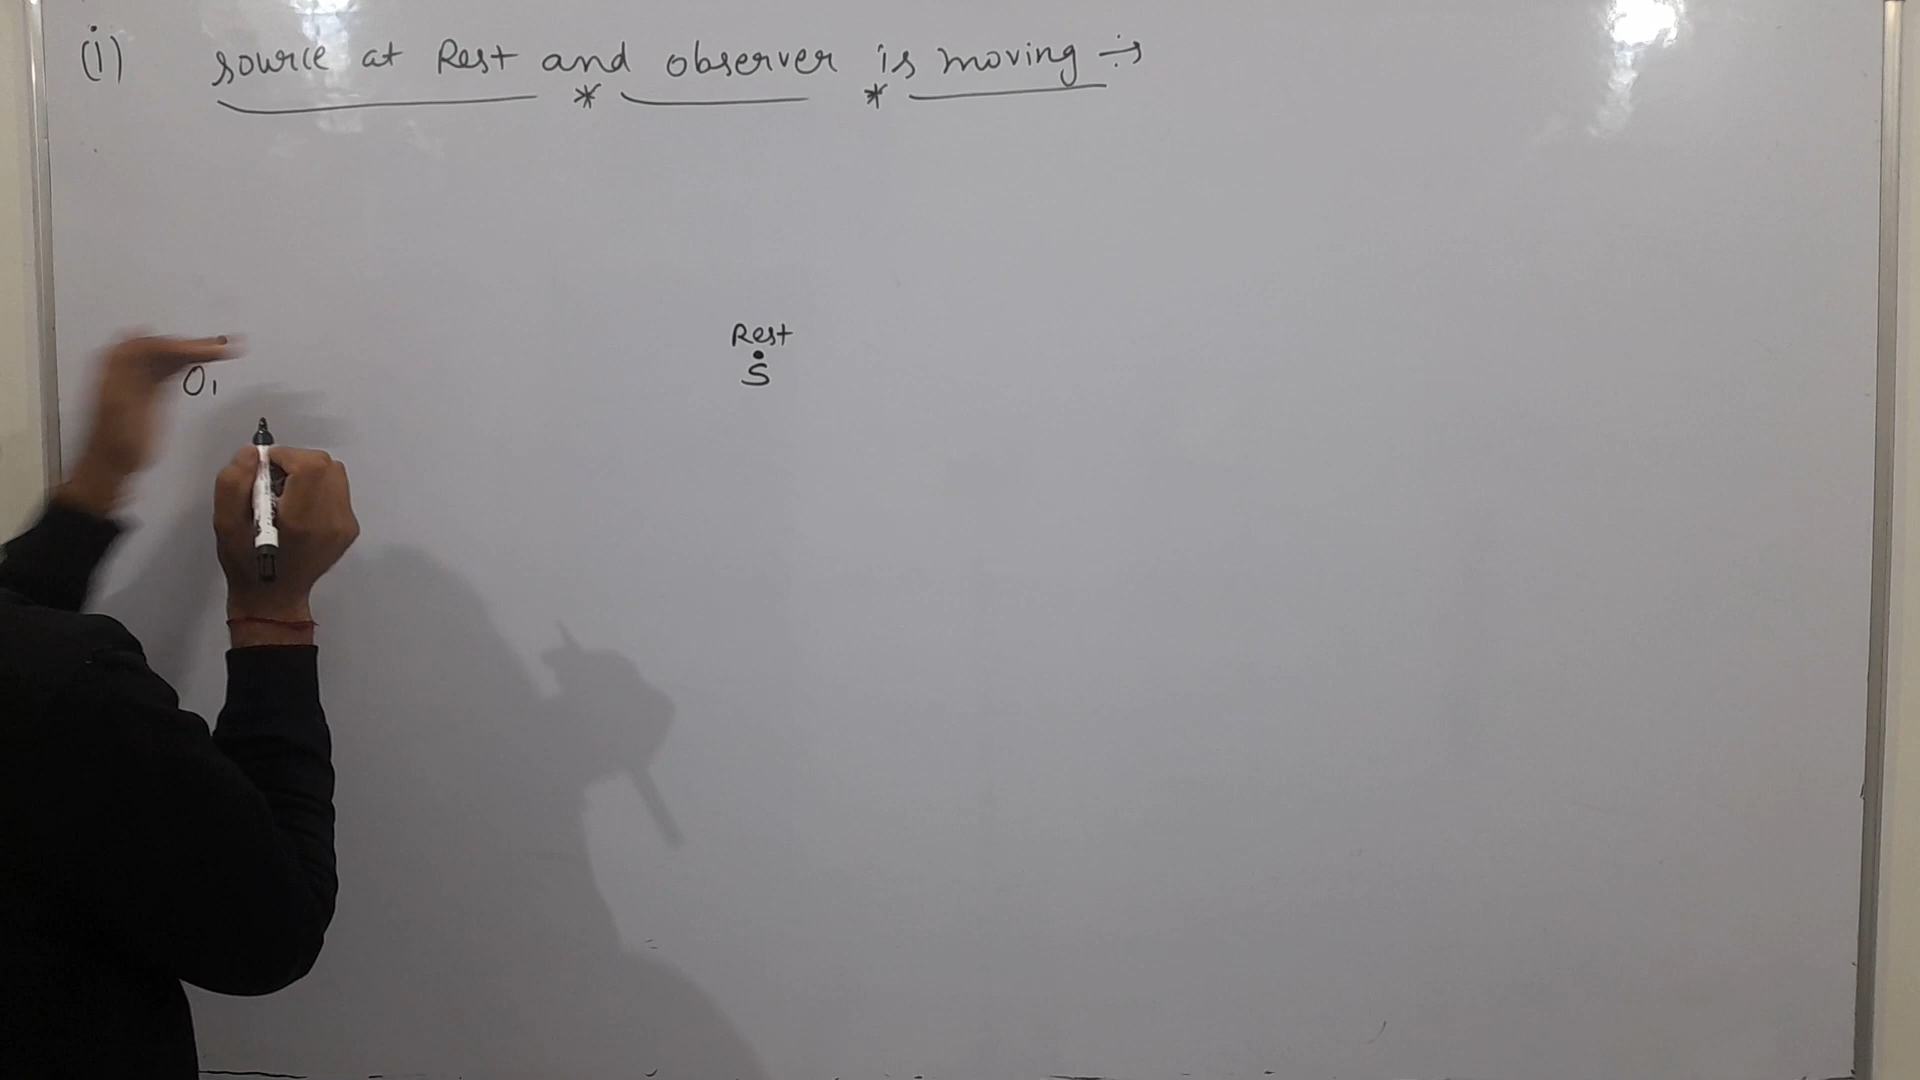 (i) source at Rest and observer is moving ÷→
* *
Rest
S
O₁